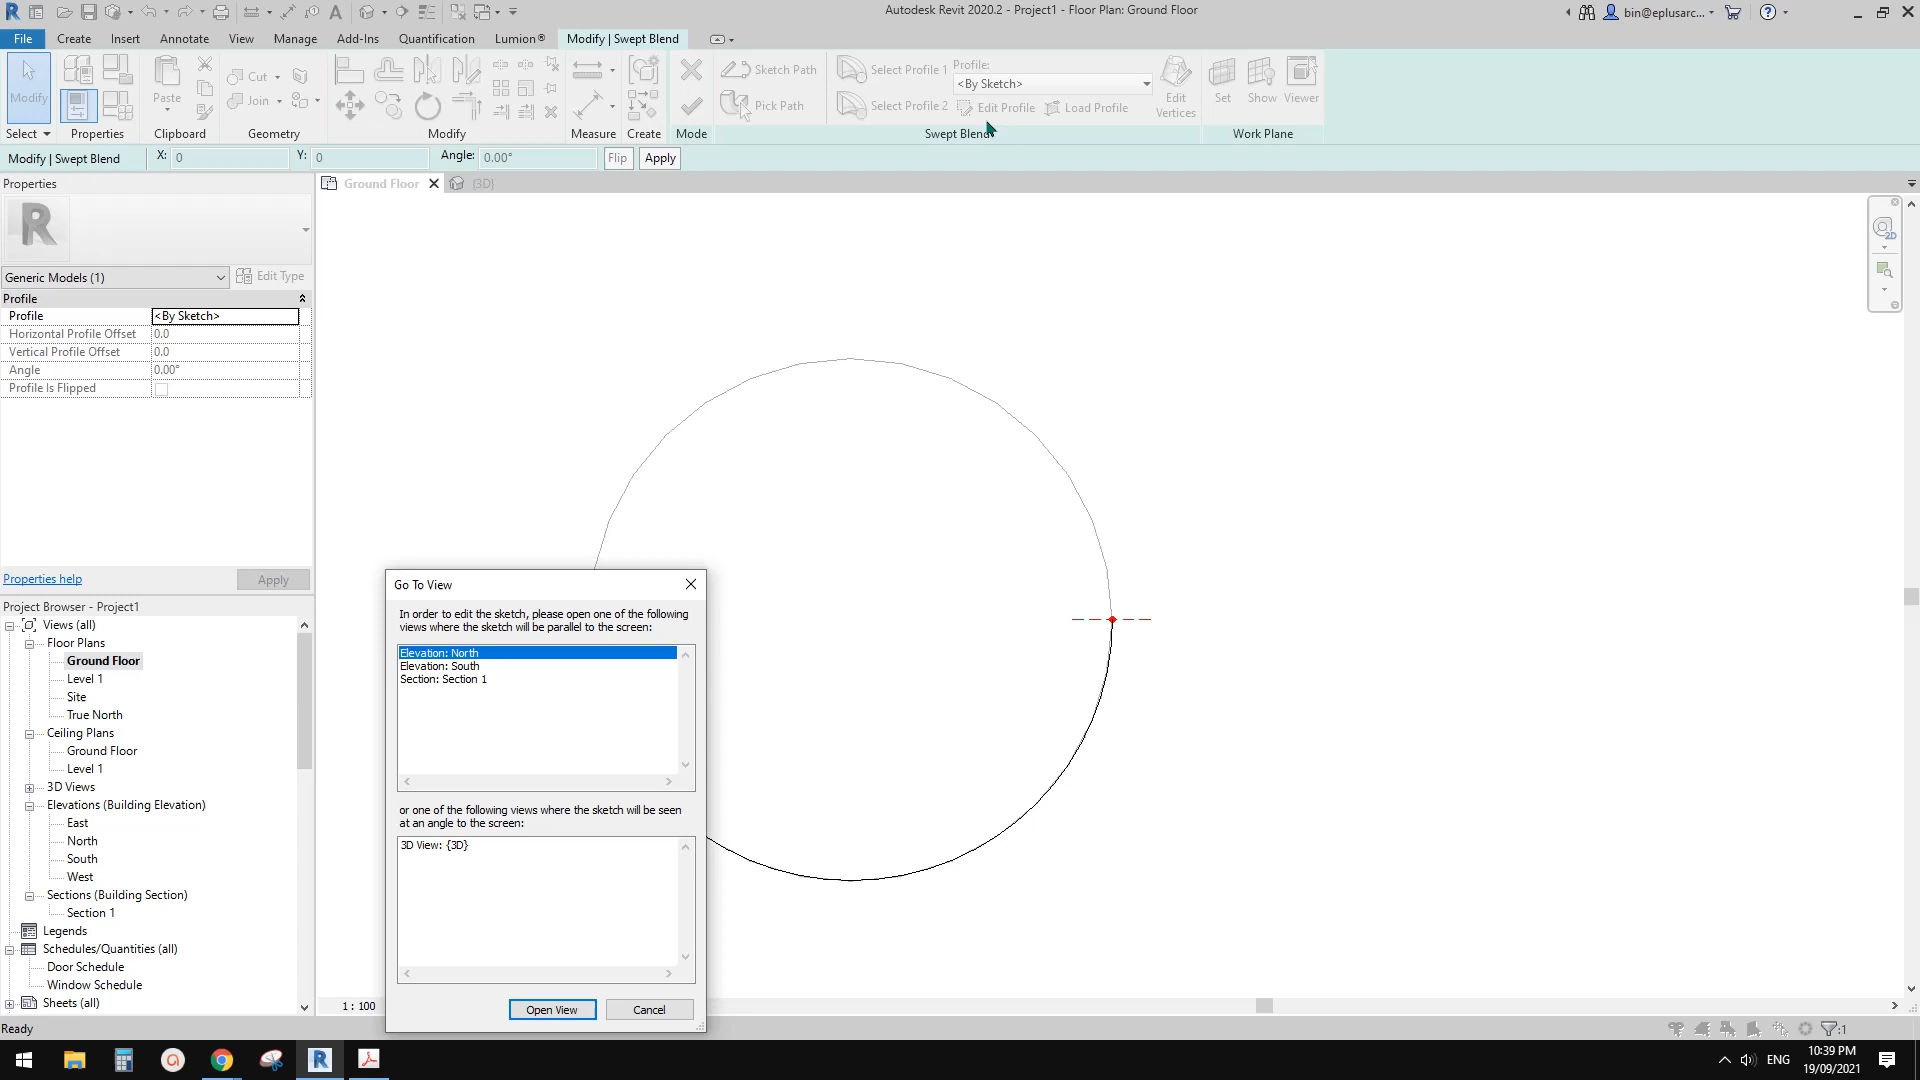 Autodesk Revit 2020.2 - Project1 - Floor Plan: Ground Floor
bin@eplusarc...
File Create Insert Annotate View Manage Add-Ins Quantification Lumion® Modify | Swept Blend
Modify
Paste
Cut
Join
Sketch Path
Pick Path
Select Profile 1
Select Profile 2
Profile:
<By Sketch>
Edit Profile
Load Profile
Edit
Vertices
Set
Show
Viewer
Select Properties Clipboard Geometry Modify Measure Create Mode Swept Blend Work Plane
Modify | Swept Blend X: 0 Y: 0 Angle: 0.00° Flip Apply
Properties
Ground Floor
{3D}
2D
R
Generic Models (1)
Edit Type
Profile
Profile <By Sketch>
Horizontal Profile Offset 0.0
Vertical Profile Offset 0.0
Angle 0.00°
Profile Is Flipped
Properties help
Apply
Project Browser - Project1
Views (all)
Floor Plans
Ground Floor
Level 1
Site
True North
Ceiling Plans
Ground Floor
Level 1
3D Views
Elevations (Building Elevation)
East
North
South
West
Sections (Building Section)
Section 1
Legends
Schedules/Quantities (all)
Door Schedule
Window Schedule
Sheets (all)
Go To View
In order to edit the sketch, please open one of the following
views where the sketch will be parallel to the screen:
Elevation: North
Elevation: South
Section: Section 1
or one of the following views where the sketch will be seen
at an angle to the screen:
3D View: {3D}
Open View
Cancel
1 : 100
Ready
:1
ENG
10:39 PM
19/09/2021